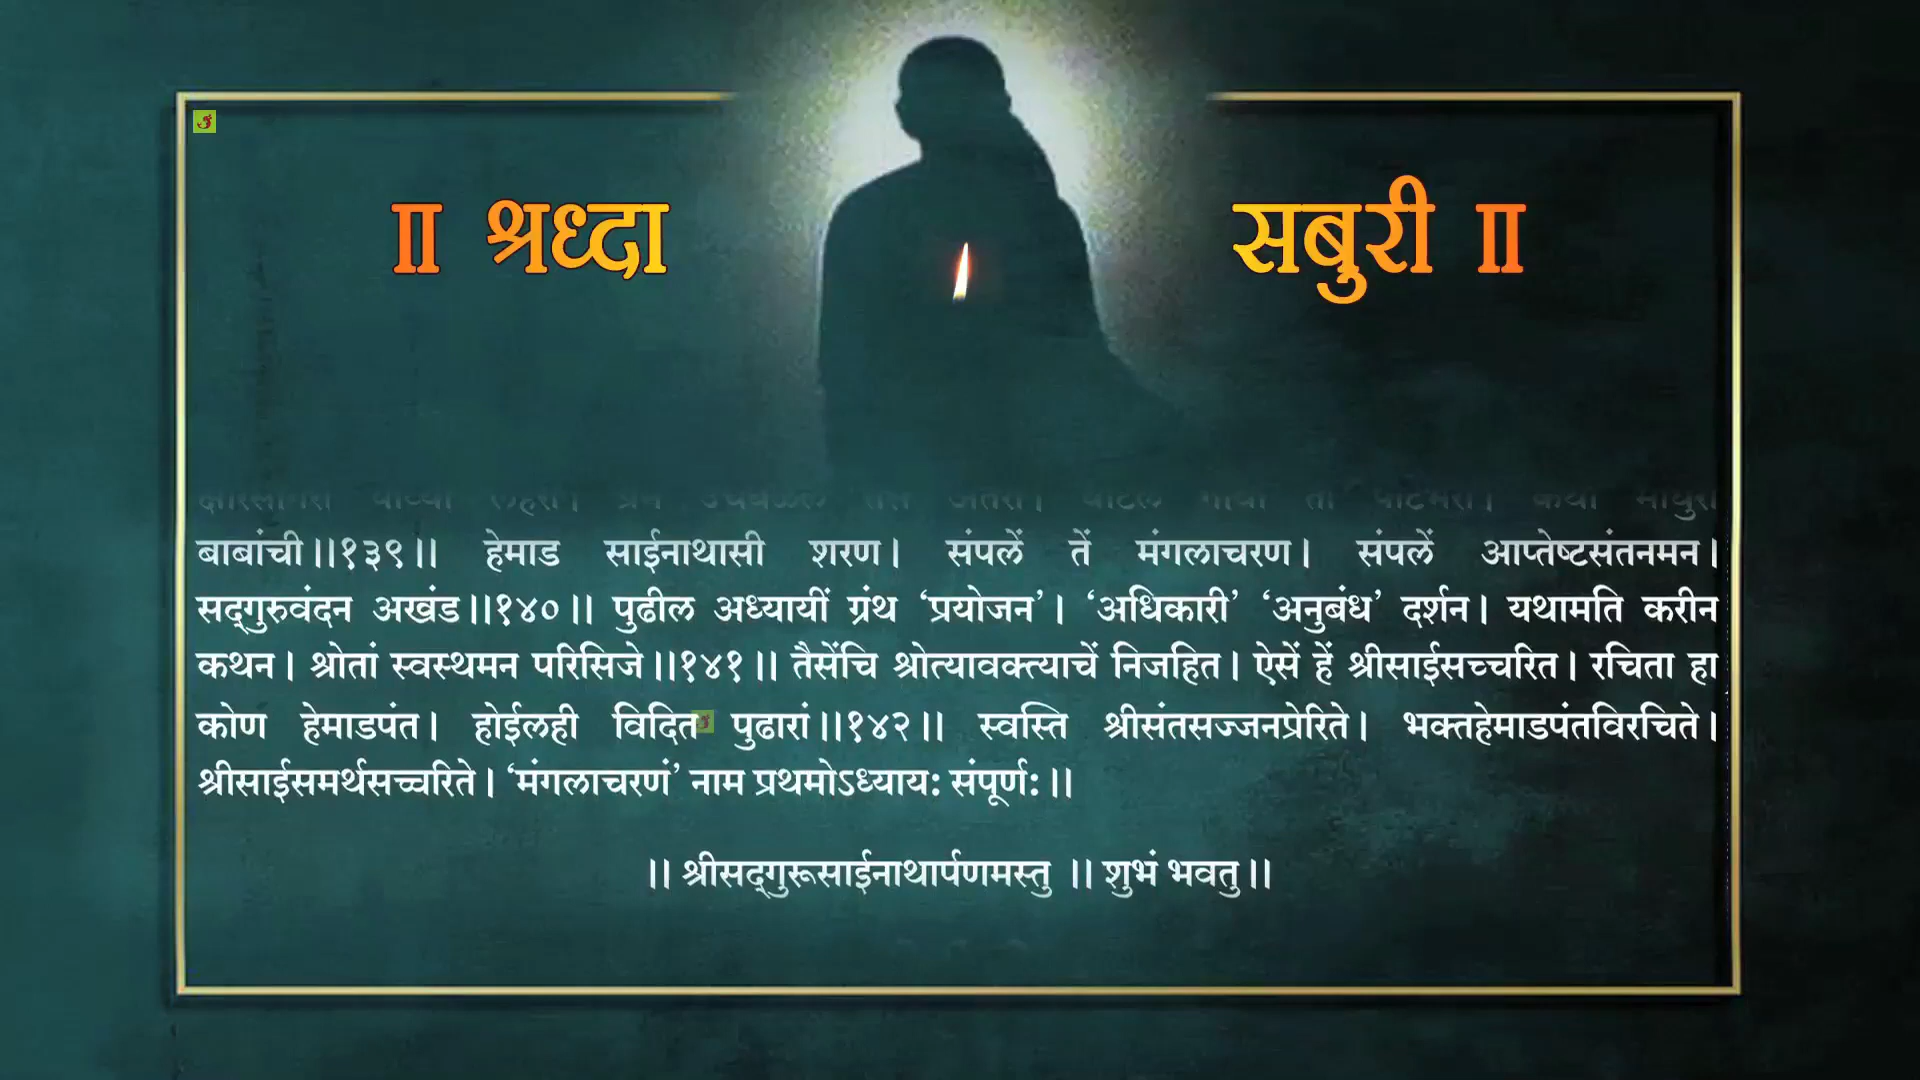 ॥ श्रध्दा सबुरी ॥
बाबांची ॥१३९॥ हेमाड साईनाथासी शरण। संपलें तें मंगलाचरण। संपलें आप्तेष्टसंतनमन।
सद्‌गुरुवंदन अखंड॥१४०॥ पुढील अध्यायीं ग्रंथ ‘प्रयोजन’। ‘अधिकारी’ ‘अनुबंध’ दर्शन। यथामति करीन
कथन। श्रोतां स्वस्थमन परिसिजे॥१४१॥ तैसेंचि श्रोत्यावक्त्याचें निजहित। ऐसें हें श्रीसाईसच्चरित। रचिता हा
कोण हेमाडपंत। होईलही विदित पुढारां॥१४२॥ स्वस्ति श्रीसंतसज्जनप्रेरिते। भक्तहेमाडपंतविरचिते।
श्रीसाईसमर्थसच्चरिते। ‘मंगलाचरणं’ नाम प्रथमोऽध्याय: संपूर्ण:॥
॥ श्रीसद्‌गुरूसाईनाथार्पणमस्तु ॥ शुभं भवतु॥